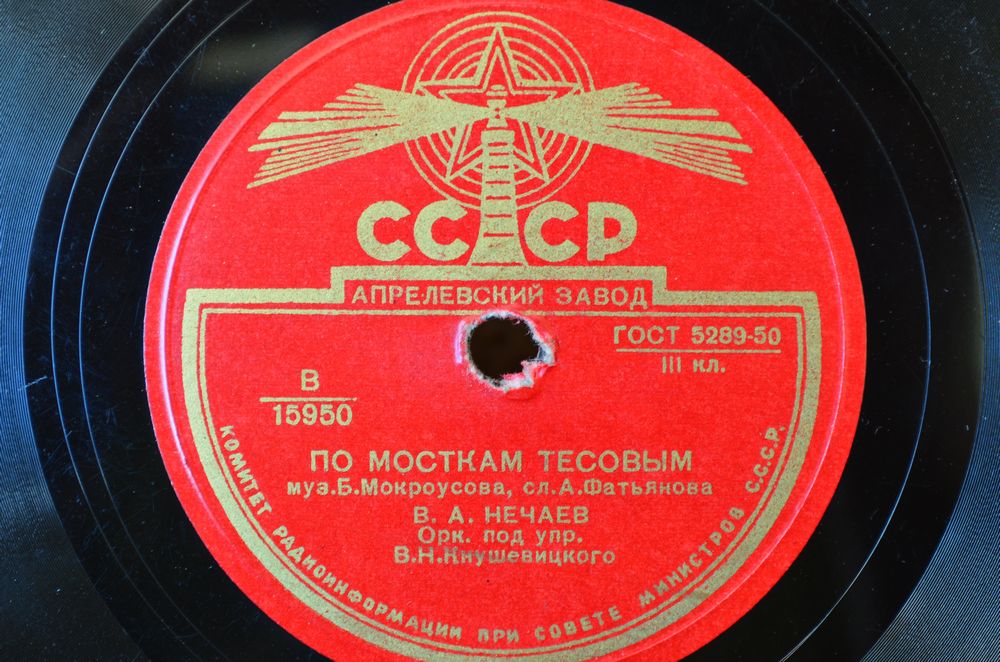 СССР
АПРЕЛЕВСКИЙ ЗАВОД
ГОСТ 5289-50
III кл.
В
15950
ПО МОСТКАМ ТЕСОВЫМ
муз.Б.Мокроусова, сл.А.Фатьянова
В. А. НЕЧАЕВ
Орк. под упр.
В.Н.Кнушевицкого
КОМИТЕТ РАДИОИНФОРМАЦИИ ПРИ СОВЕТЕ МИНИСТРОВ С.С.С.Р.